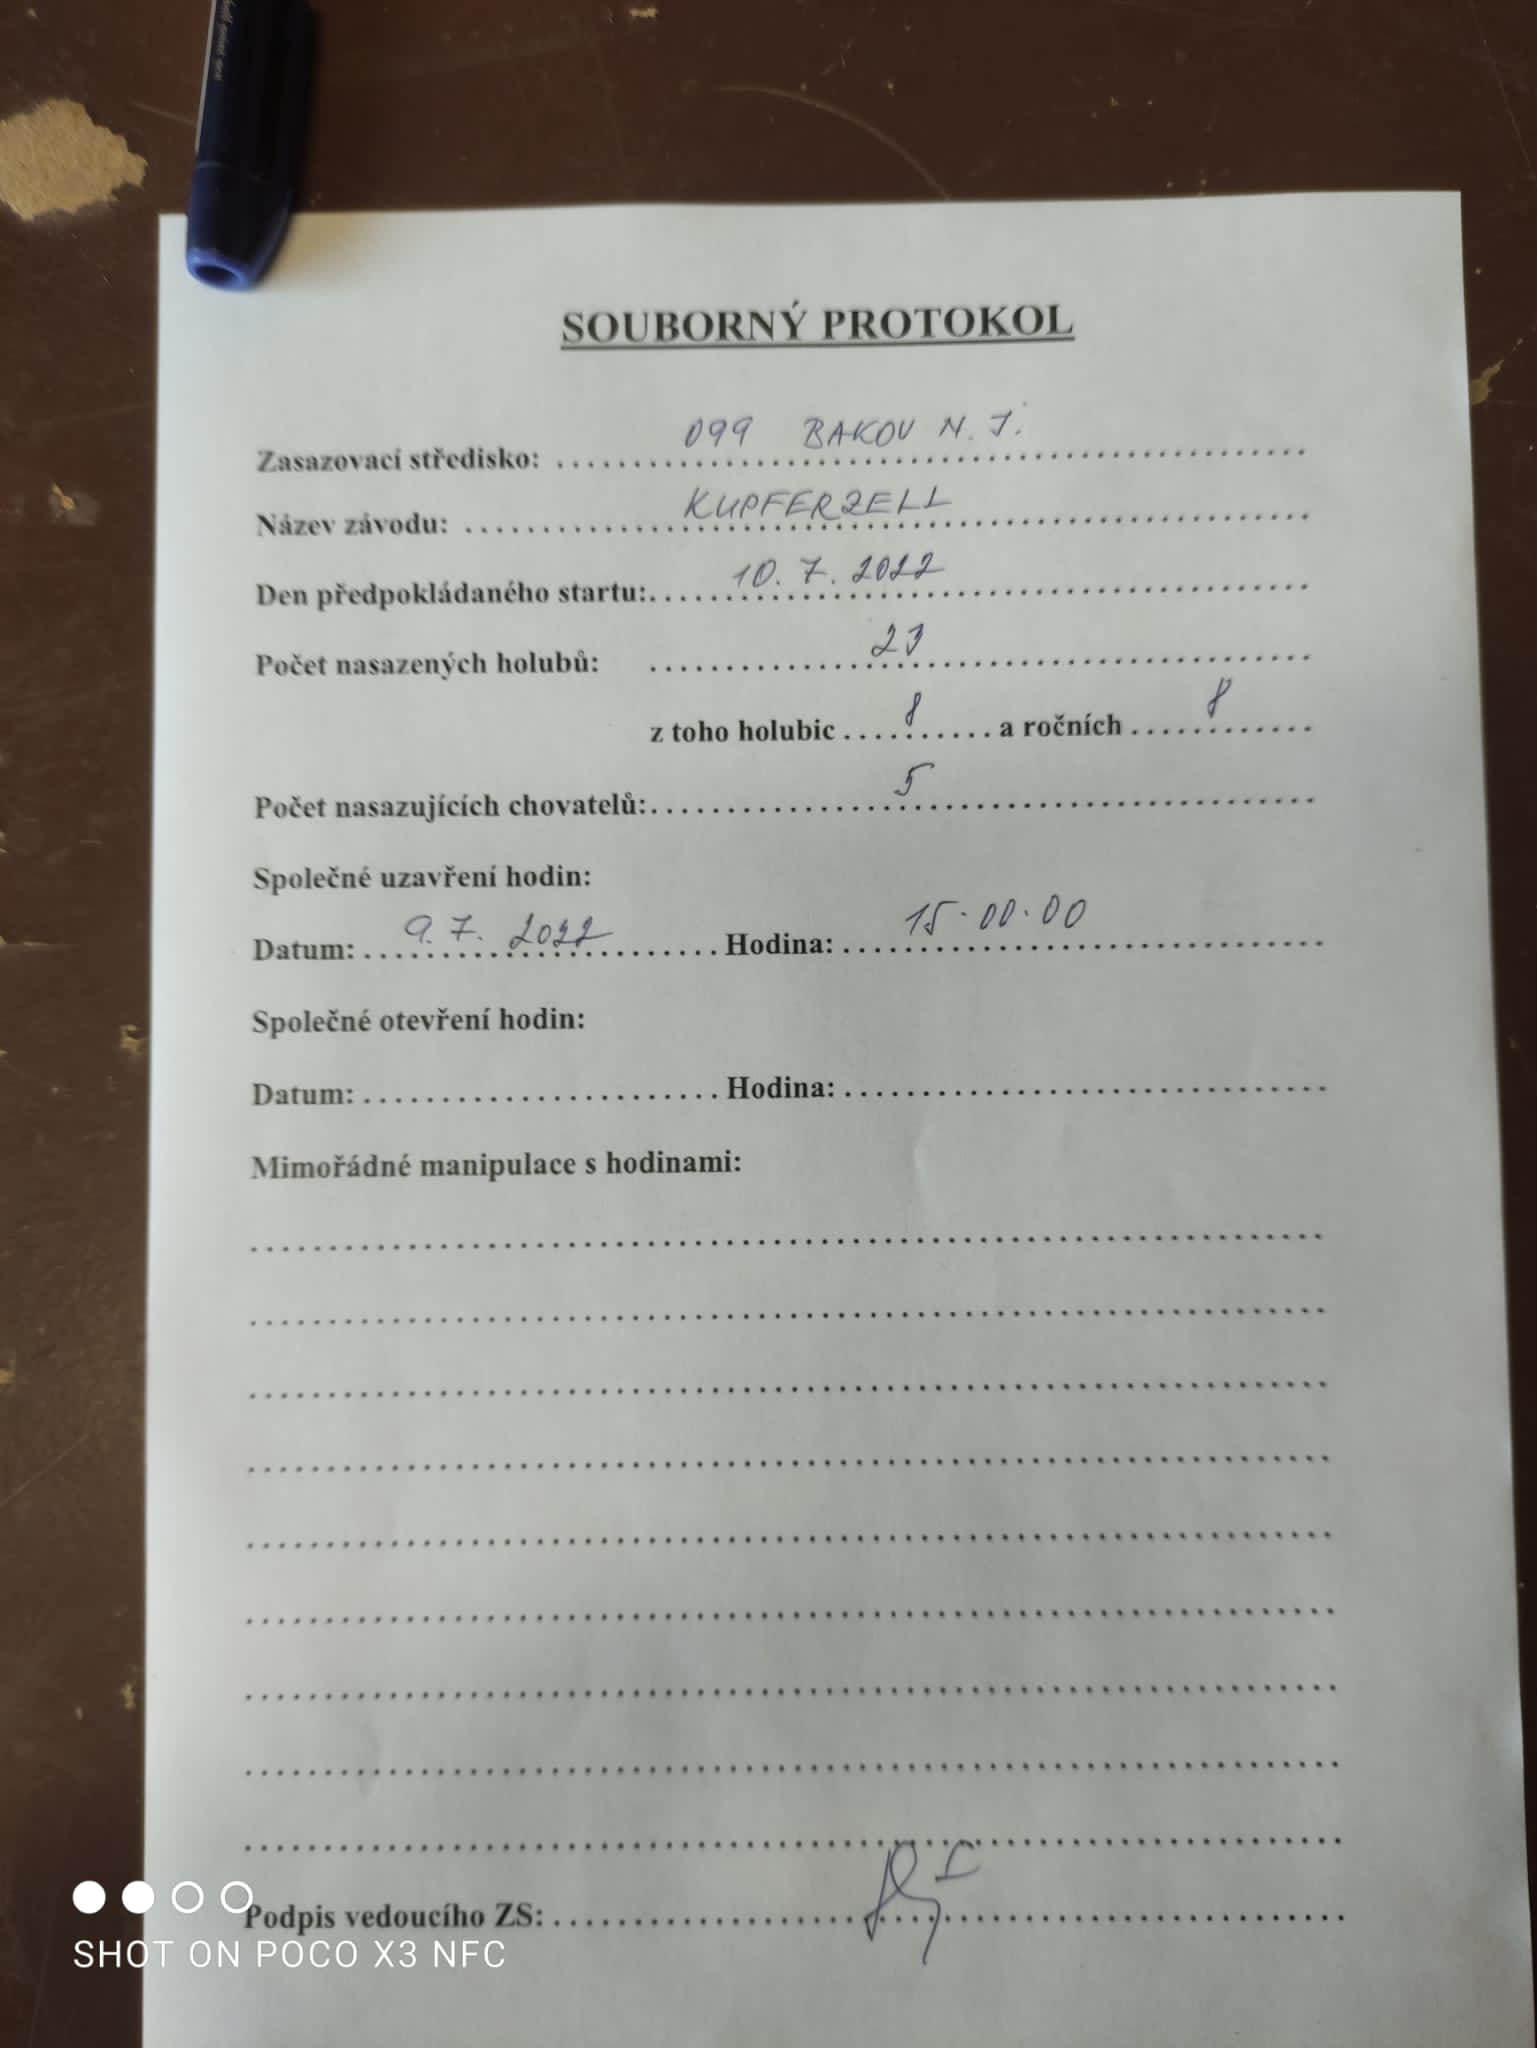 SOUBORNÝ PROTOKOL
Zasazovací středisko: 099 BAKOV N. J.
Název závodu: KUPFERZELL
Den předpokládaného startu: 10. 7. 2022
Počet nasazených holubů: 23
z toho holubic 8 a ročních 8
Počet nasazujících chovatelů: 5
Společné uzavření hodin:
Datum: 9. 7. 2022 Hodina: 15.00.00
Společné otevření hodin:
Datum: Hodina:
Mimořádné manipulace s hodinami:
Podpis vedoucího ZS:
SHOT ON POCO X3 NFC